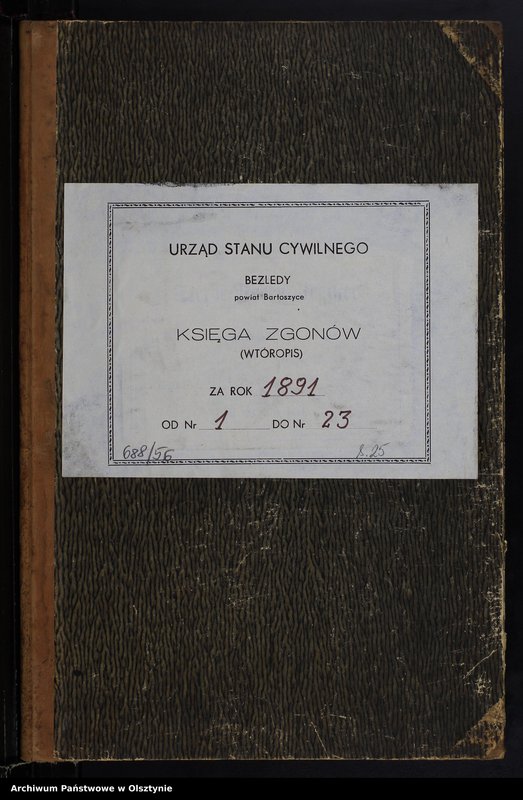 URZĄD STANU CYWILNEGO
BEZLEDY
powiat Bartoszyce
KSIĘGA ZGONÓW
(WTÓROPIS)
ZA ROK 1891
OD Nr 1 DO Nr 23
688/56 k. 25
Archiwum Państwowe w Olsztynie